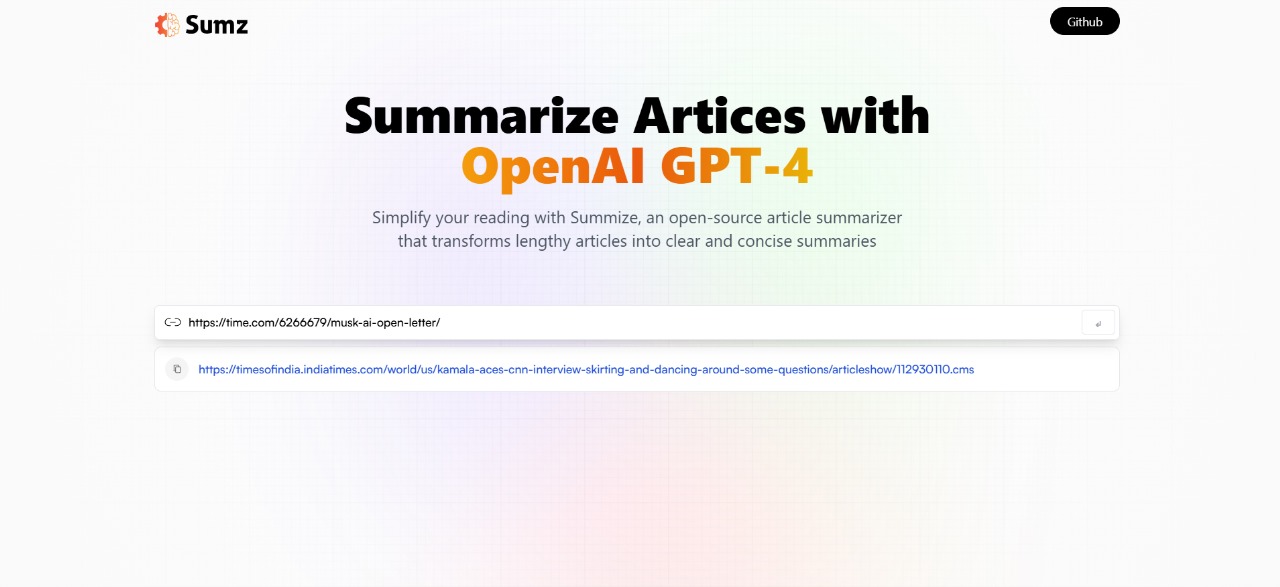 Sumz
Github
Summarize Artices with
OpenAI GPT-4
Simplify your reading with Summize, an open-source article summarizer
that transforms lengthy articles into clear and concise summaries
https://time.com/6266679/musk-ai-open-letter/
https://timesofindia.indiatimes.com/world/us/kamala-aces-cnn-interview-skirting-and-dancing-around-some-questions/articleshow/112930110.cms